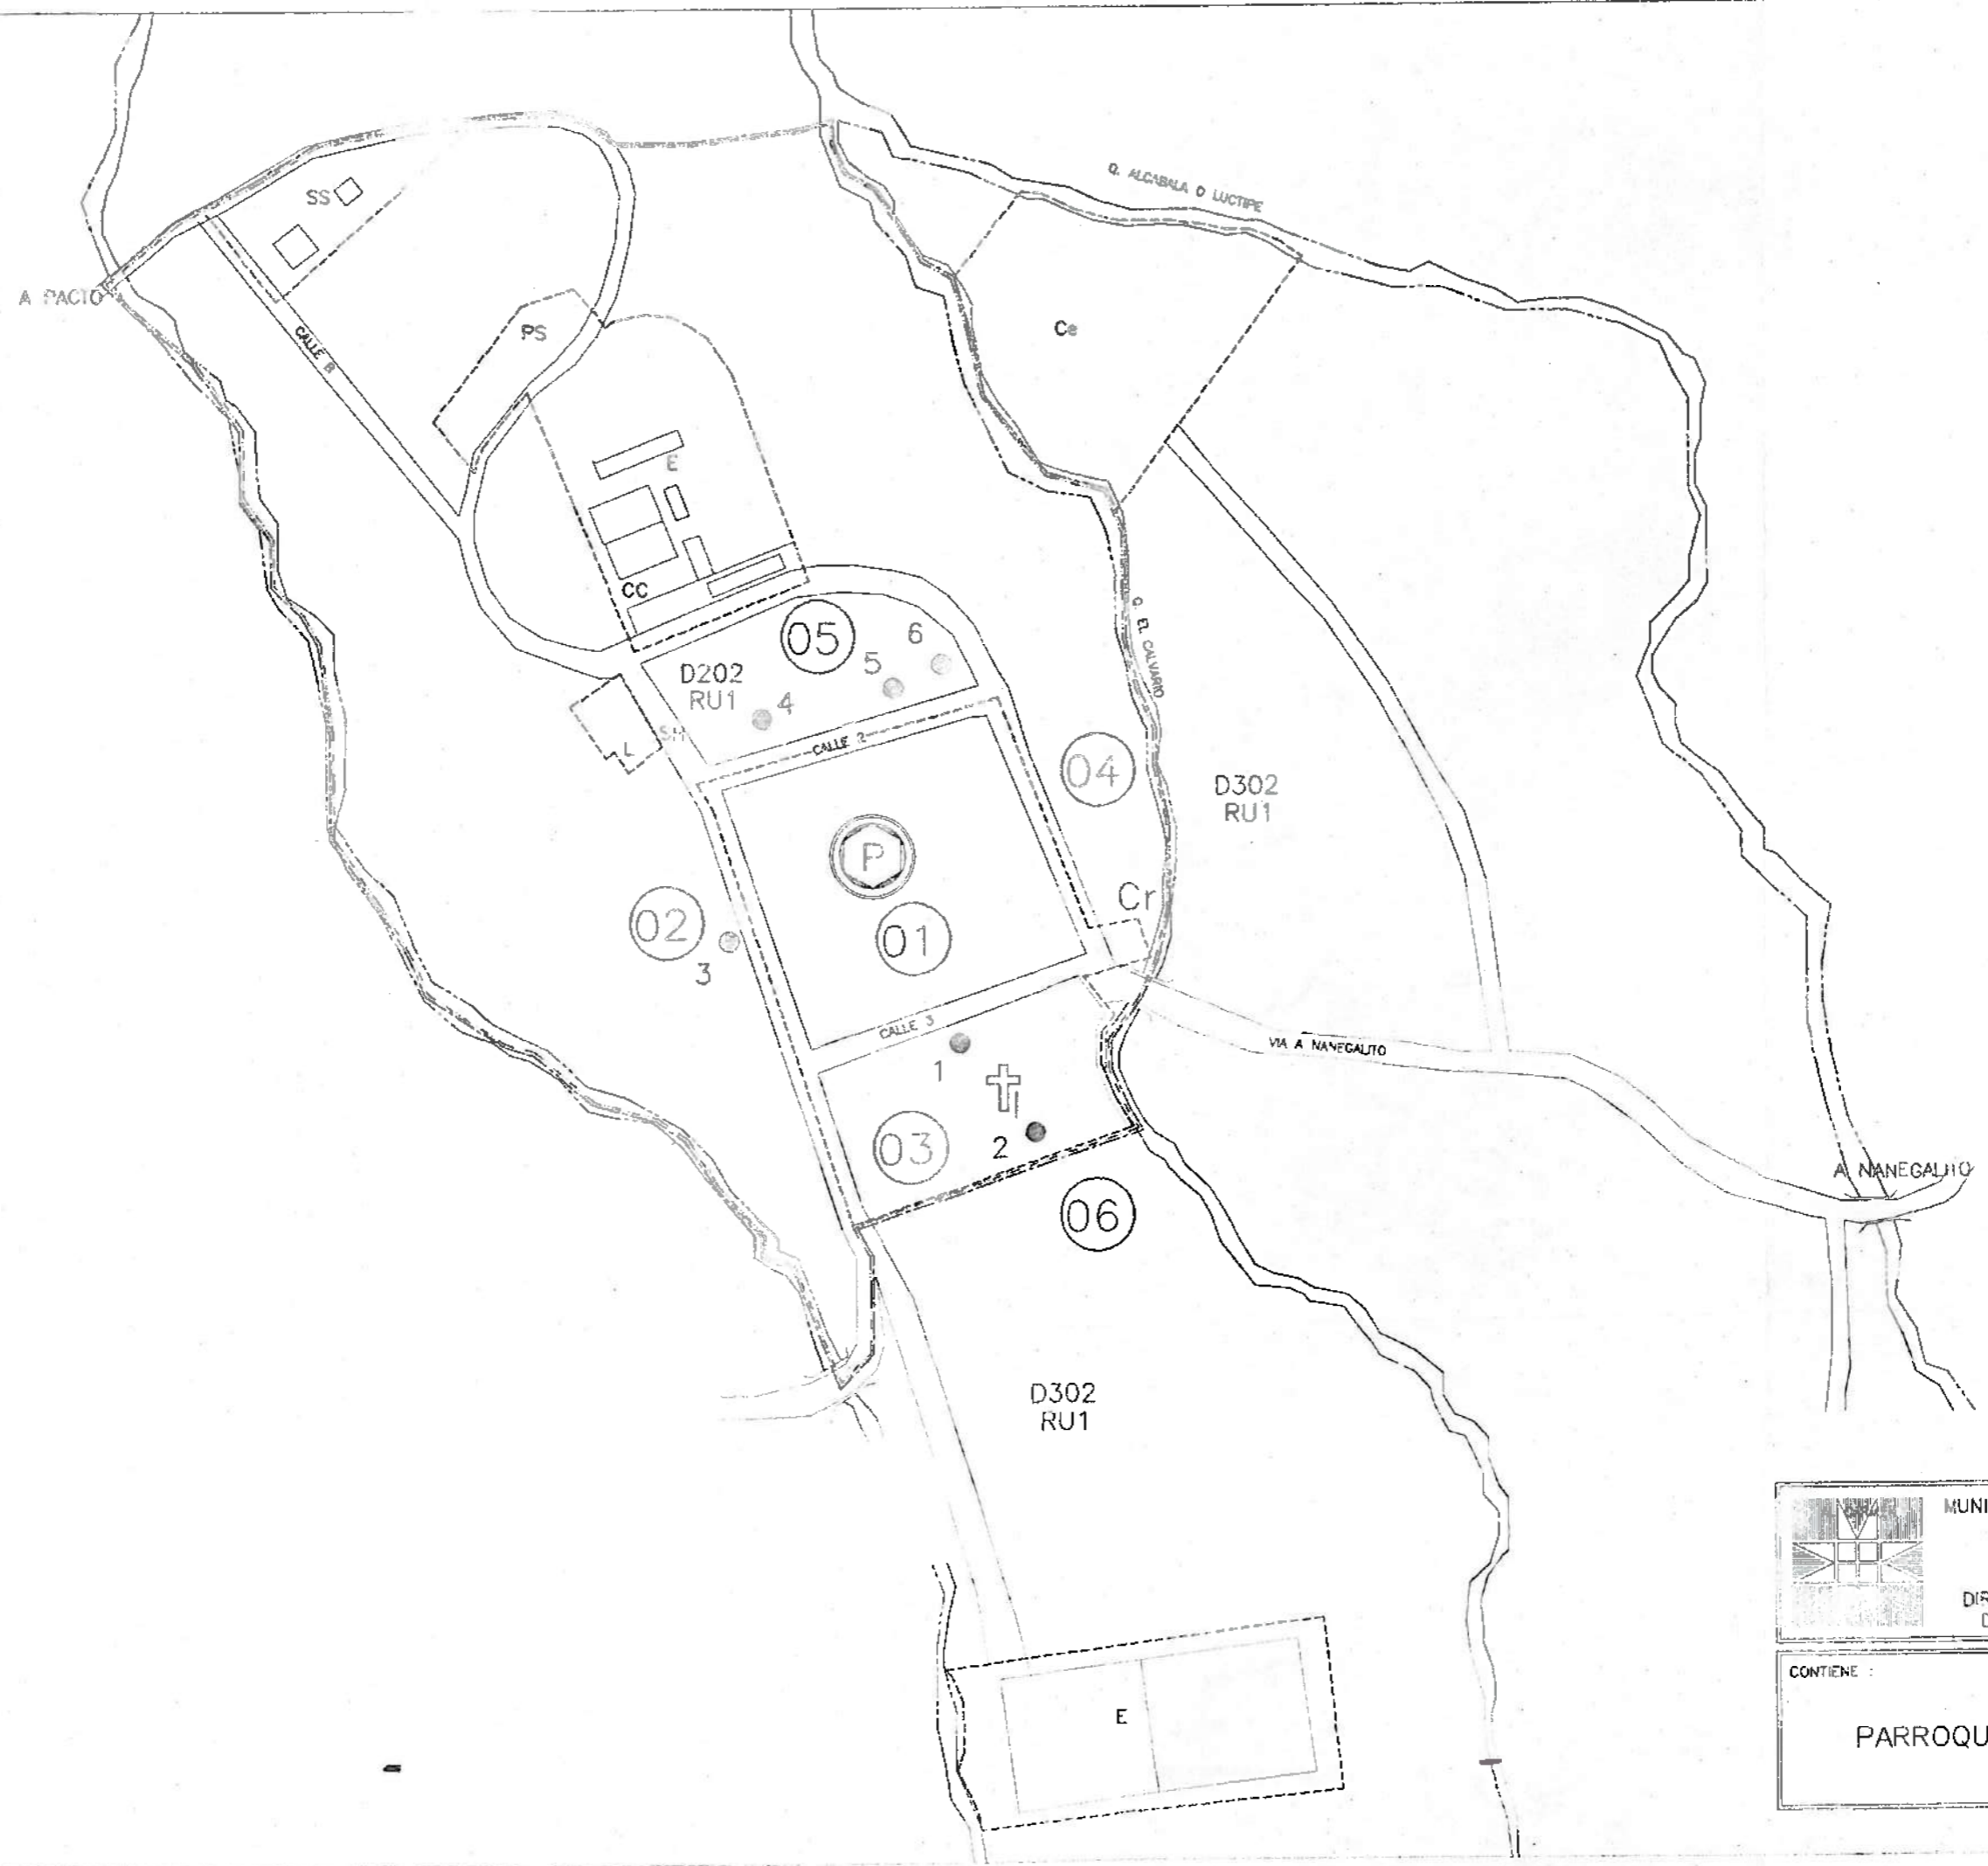 Q. ALCABALA O LUCTIPE
SS
A PACTO
CALLE B
PS
Ce
E
CC
05
6
5
D202
RU1
4
Q. EL CALVARIO
SH
L
CALLE 2
04
D302
RU1
P
Cr
02
01
3
CALLE 3
1
VIA A NANEGALITO
2
03
A NANEGALITO
06
D302
RU1
E
MUNI
DIR
D
CONTIENE :
PARROQU